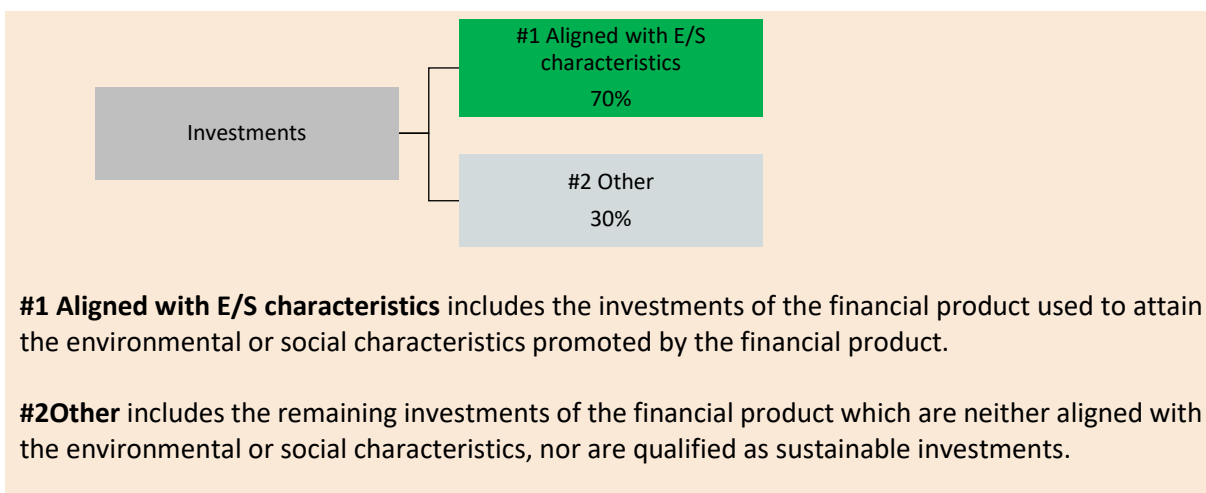 #1 Aligned with E/S
characteristics
70%
Investments
#2 Other
30%
#1 Aligned with E/S characteristics includes the investments of the financial product used to attain
the environmental or social characteristics promoted by the financial product.
#2Other includes the remaining investments of the financial product which are neither aligned with
the environmental or social characteristics, nor are qualified as sustainable investments.